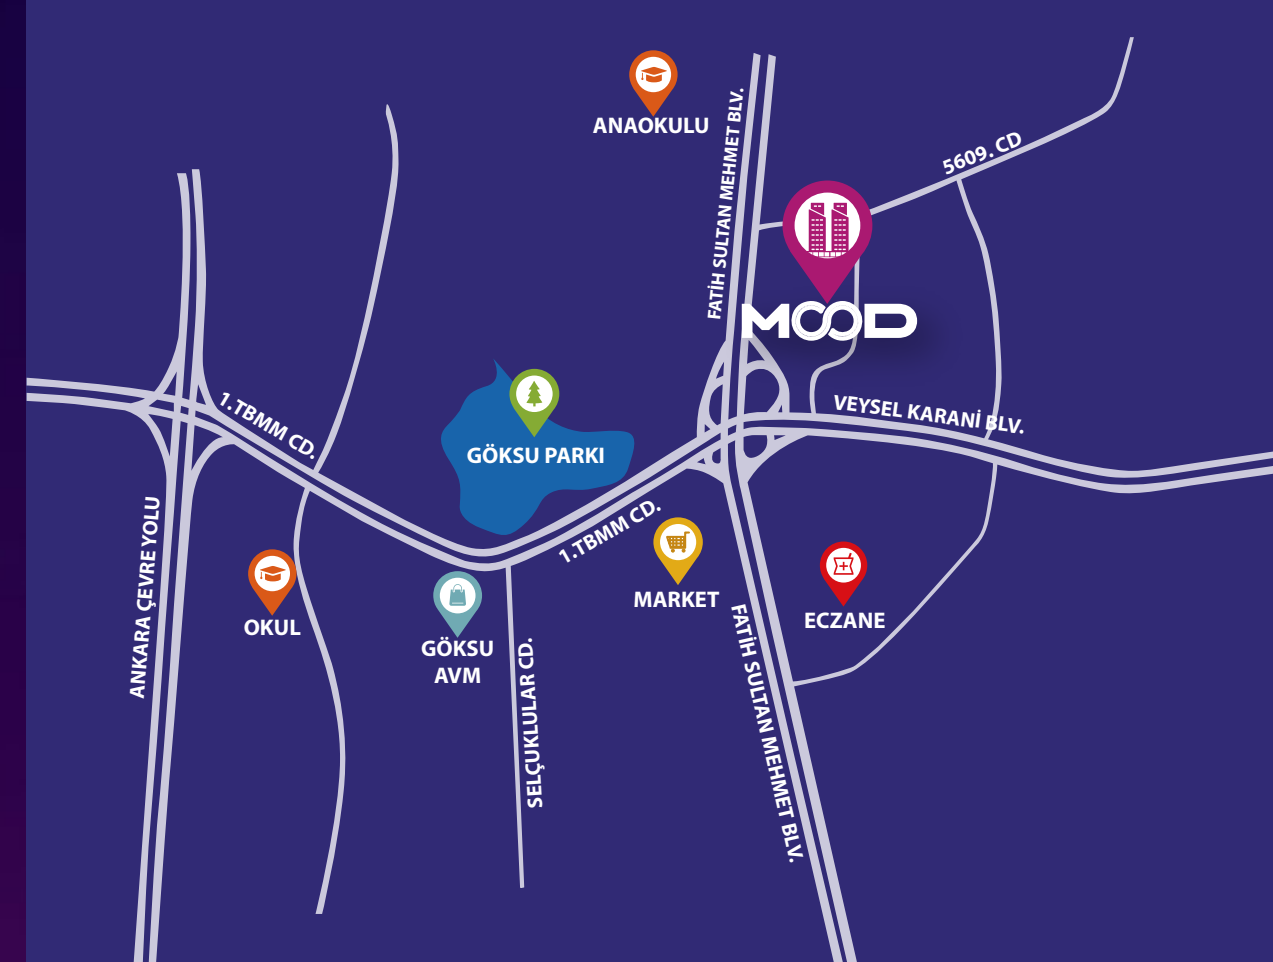 ANAOKULU
FATİH SULTAN MEHMET BLV.
5609. CD
MOOD
1.TBMM CD.
VEYSEL KARANİ BLV.
GÖKSU PARKI
ANKARA ÇEVRE YOLU
1.TBMM CD.
OKUL
MARKET
ECZANE
GÖKSU
AVM
SELÇUKLULAR CD.
FATİH SULTAN MEHMET BLV.